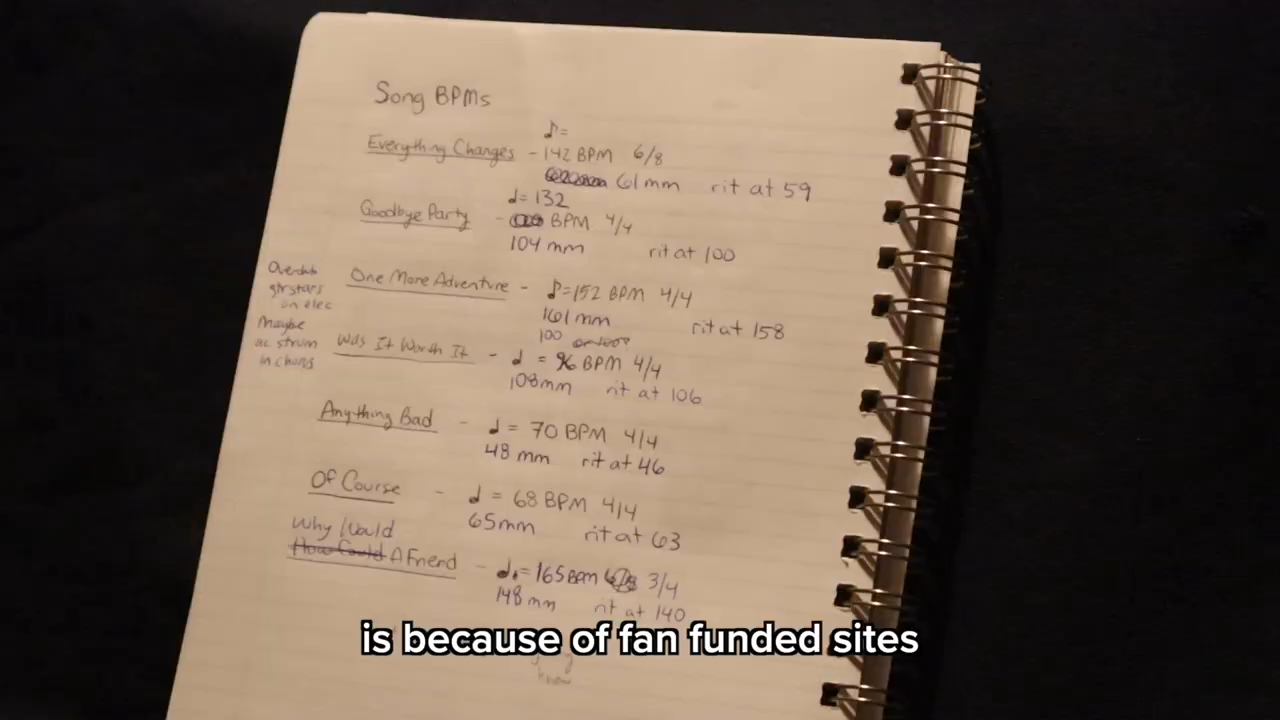 Song BPMs
♪=
Everything Changes - 142 BPM 6/8
61 mm rit at 59
♩= 132
Goodbye Party - BPM 4/4
104 mm rit at 100
Overdub
gtr stars
on elec
One More Adventure - ♪=152 BPM 4/4
161 mm rit at 158
100
Maybe
ac strum
in chorus
Was It Worth It - ♩ = 96 BPM 4/4
108mm rit at 106
Anything Bad - ♩ = 70 BPM 4/4
48 mm rit at 46
Of Course - ♩ = 68 BPM 4/4
65mm rit at 63
Why Would
How Could A Friend - ♩.=165 BPM 6/8 3/4
148 mm rit at 140
is because of fan funded sites
know